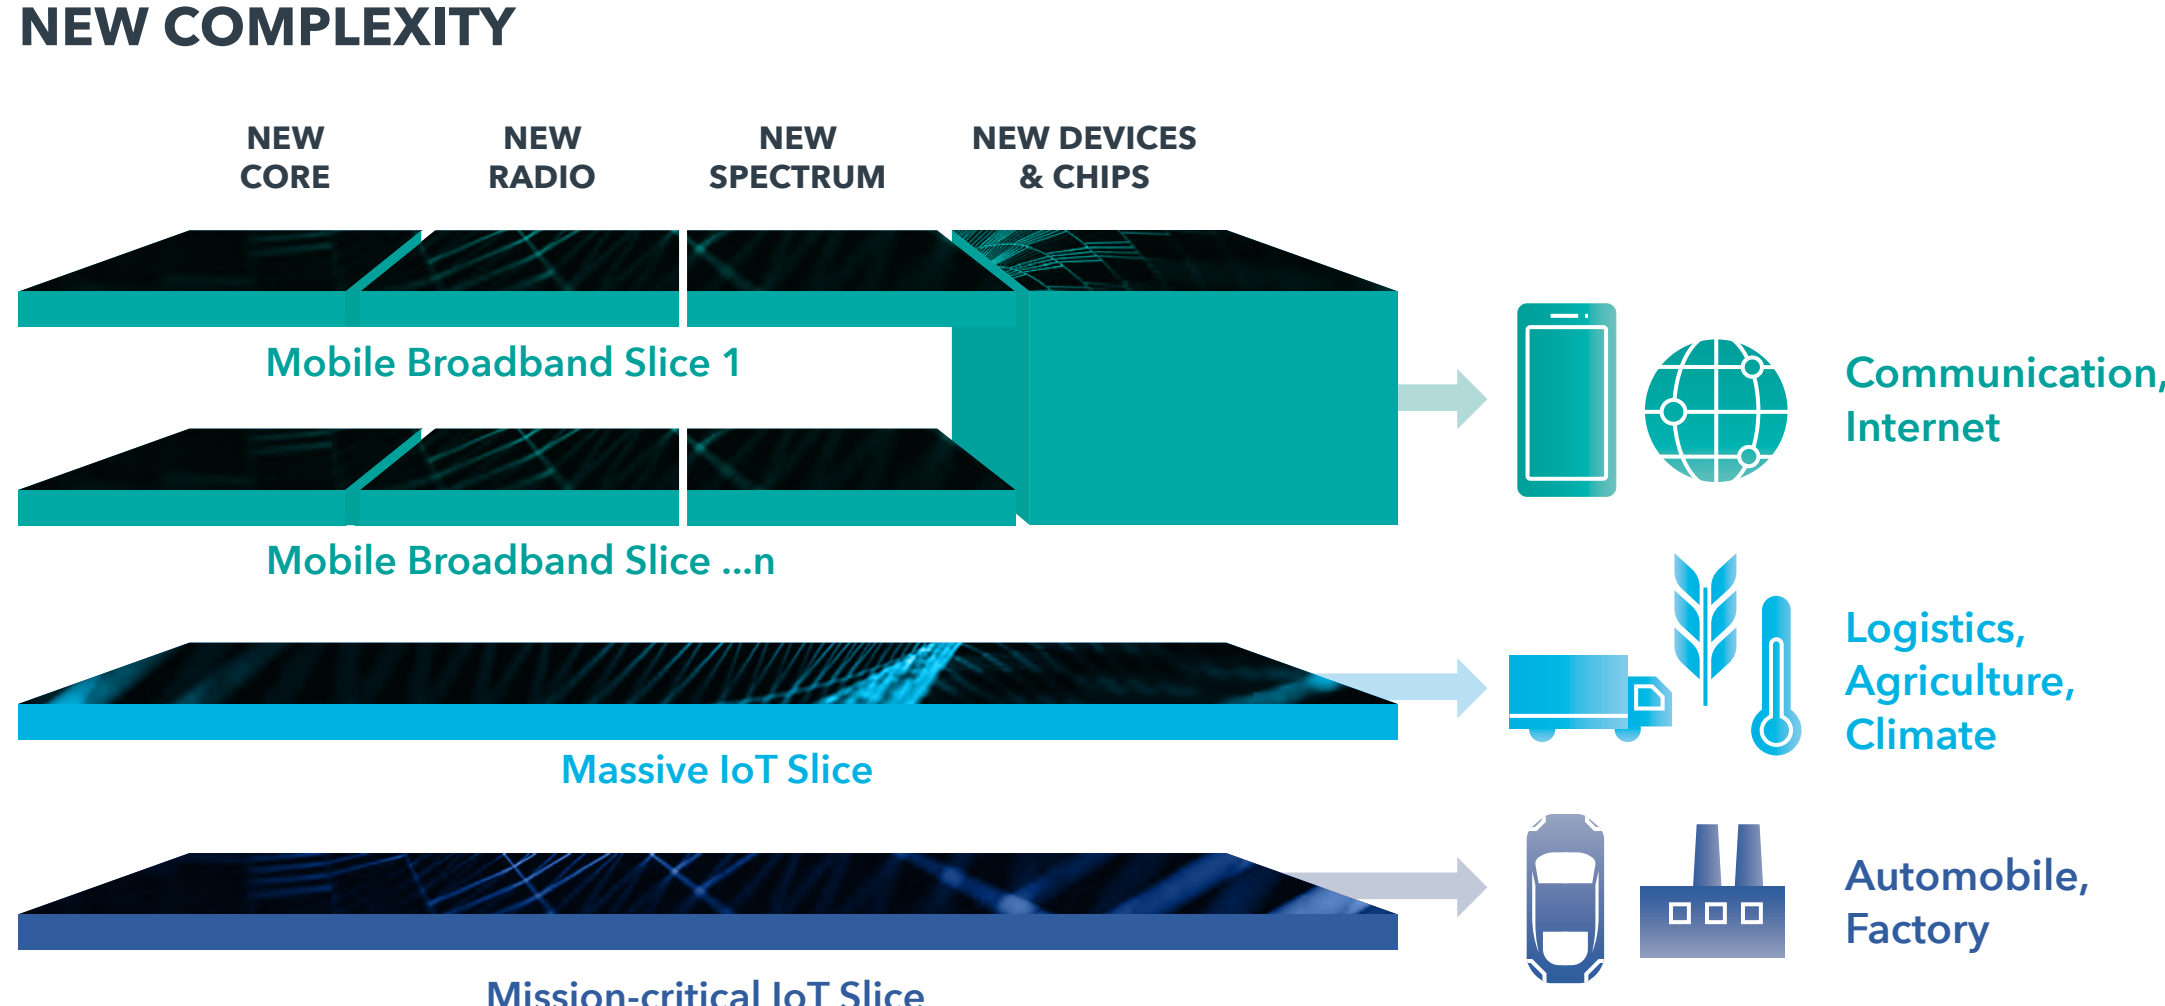 NEW COMPLEXITY
NEW
CORE
NEW
RADIO
NEW
SPECTRUM
NEW DEVICES
& CHIPS
Mobile Broadband Slice 1
Communication,
Internet
Mobile Broadband Slice ...n
Logistics,
Agriculture,
Climate
Massive IoT Slice
Automobile,
Factory
Mission-critical IoT Slice